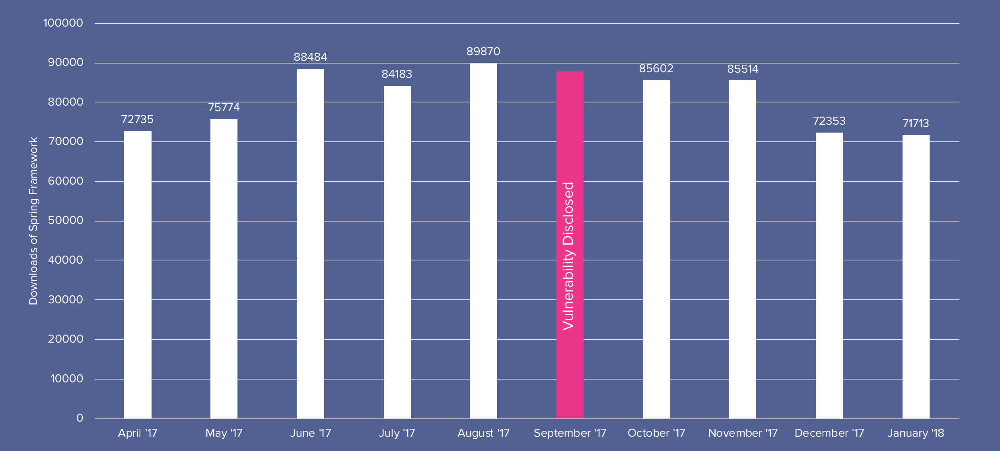 100000
90000
80000
70000
60000
50000
40000
30000
20000
10000
0
Downloads of Spring Framework
72735
75774
88484
84183
89870
Vulnerability Disclosed
85602
85514
72353
71713
April '17
May '17
June '17
July '17
August '17
September '17
October '17
November '17
December '17
January '18